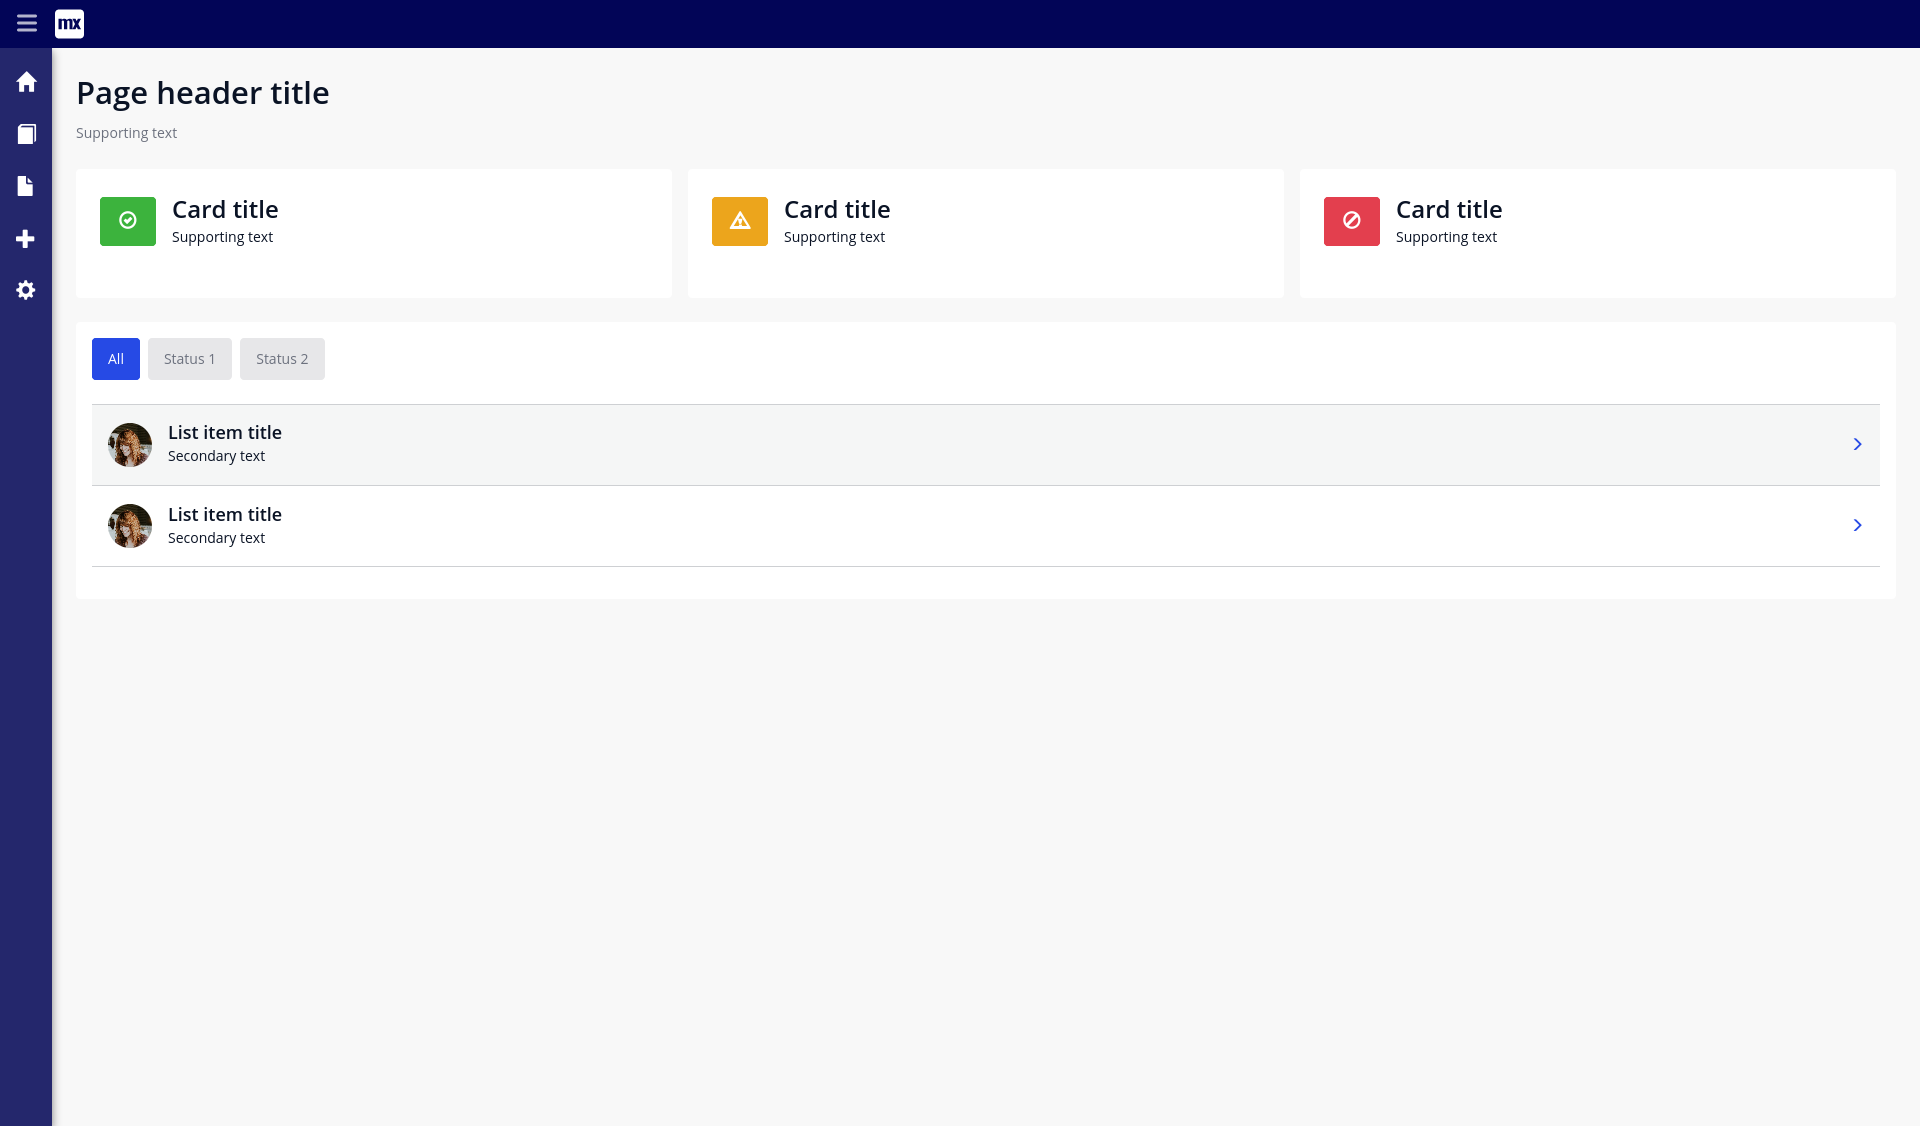 mx
Page header title
Supporting text
Card title
Supporting text
Card title
Supporting text
Card title
Supporting text
All
Status 1
Status 2
List item title
Secondary text
List item title
Secondary text